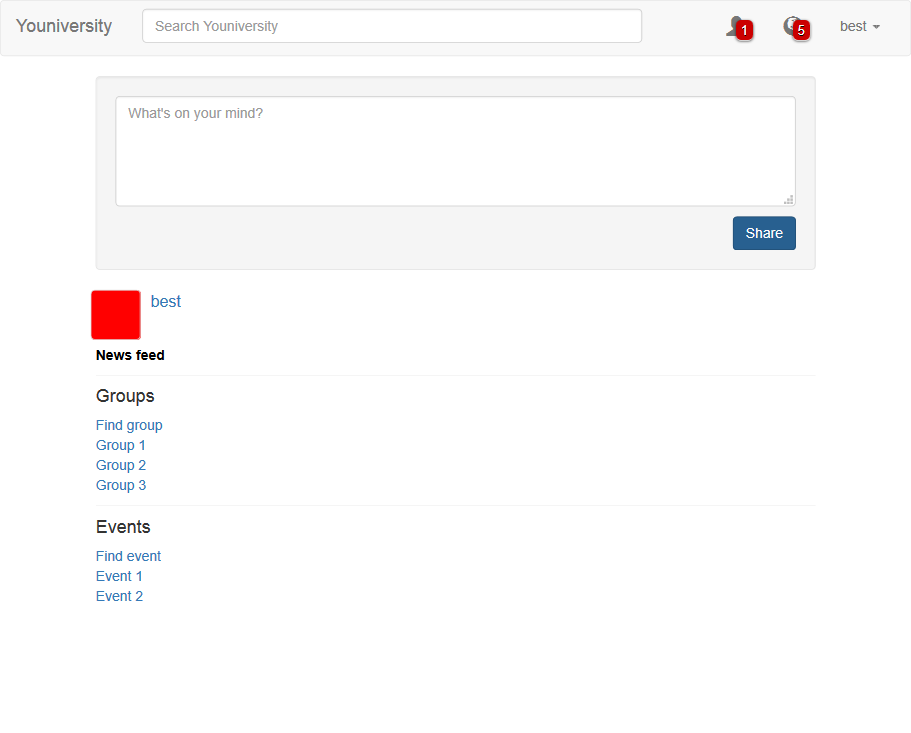 Youniversity Search Youniversity 1 5 best
What's on your mind?
Share
best
News feed
Groups
Find group
Group 1
Group 2
Group 3
Events
Find event
Event 1
Event 2